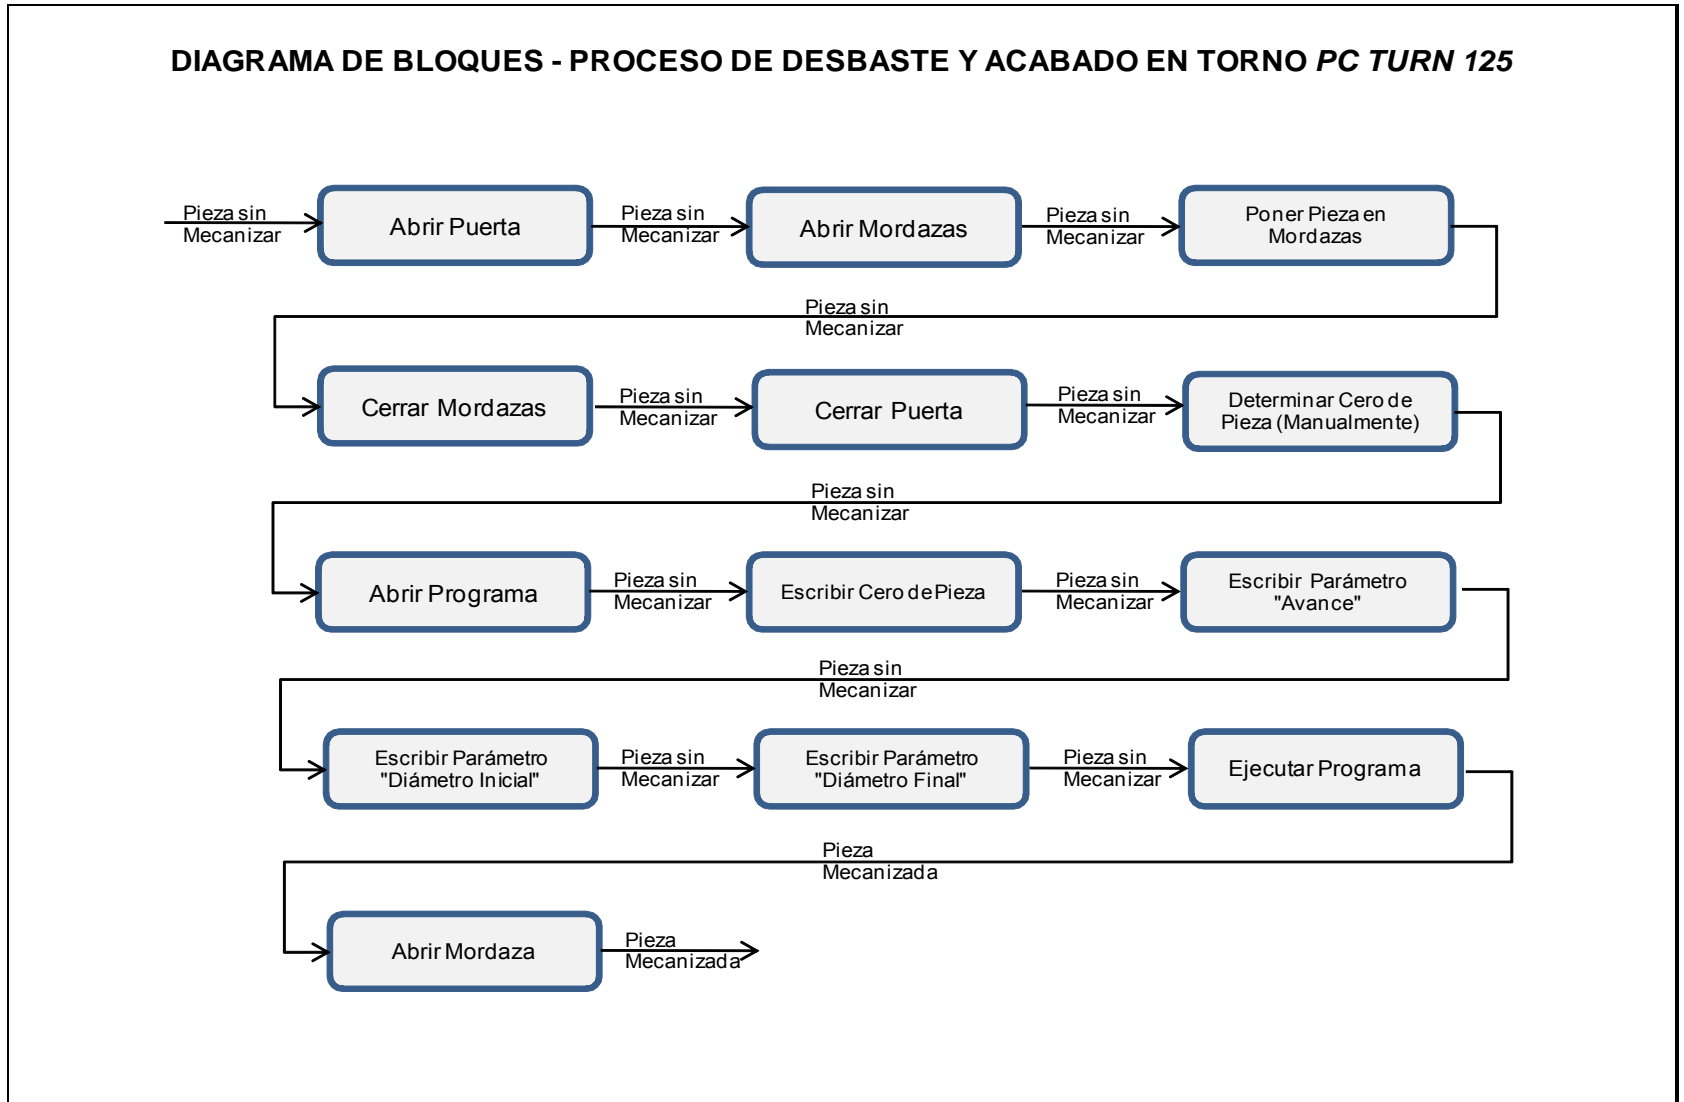 DIAGRAMA DE BLOQUES - PROCESO DE DESBASTE Y ACABADO EN TORNO PC TURN 125
Pieza sin
Mecanizar
Abrir Puerta
Pieza sin
Mecanizar
Abrir Mordazas
Pieza sin
Mecanizar
Poner Pieza en
Mordazas
Pieza sin
Mecanizar
Cerrar Mordazas
Pieza sin
Mecanizar
Cerrar Puerta
Pieza sin
Mecanizar
Determinar Cero de
Pieza (Manualmente)
Pieza sin
Mecanizar
Abrir Programa
Pieza sin
Mecanizar
Escribir Cero de Pieza
Pieza sin
Mecanizar
Escribir Parámetro
"Avance"
Pieza sin
Mecanizar
Escribir Parámetro
"Diámetro Inicial"
Pieza sin
Mecanizar
Escribir Parámetro
"Diámetro Final"
Pieza sin
Mecanizar
Ejecutar Programa
Pieza
Mecanizada
Abrir Mordaza
Pieza
Mecanizada